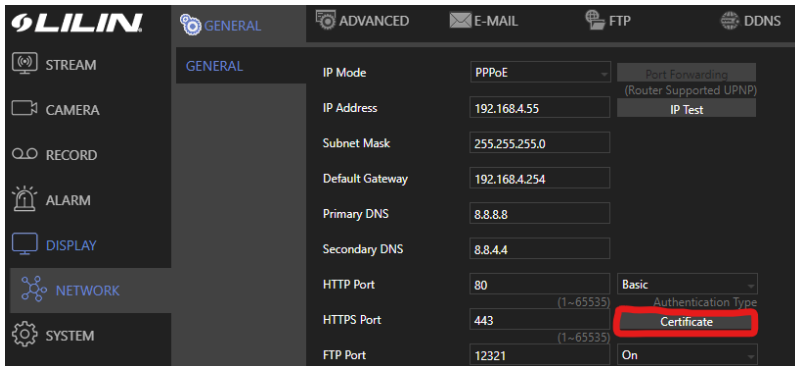 LILIN
GENERAL
ADVANCED
E-MAIL
FTP
DDNS
STREAM
CAMERA
RECORD
ALARM
DISPLAY
NETWORK
SYSTEM
GENERAL
IP Mode PPPoE Port Forwarding
(Router Supported UPNP)
IP Address 192.168.4.55 IP Test
Subnet Mask 255.255.255.0
Default Gateway 192.168.4.254
Primary DNS 8.8.8.8
Secondary DNS 8.8.4.4
HTTP Port 80 Basic
(1~65535) Authentication Type
HTTPS Port 443 Certificate
(1~65535)
FTP Port 12321 On